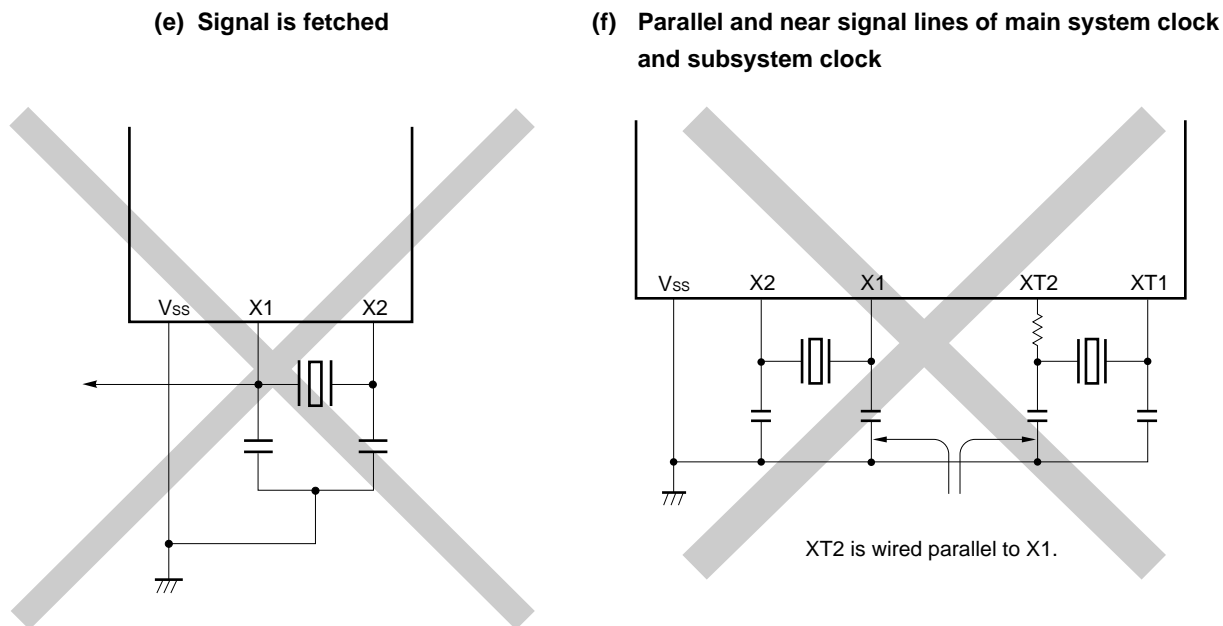 (e) Signal is fetched
(f) Parallel and near signal lines of main system clock
and subsystem clock
VSS X1 X2
VSS X2 X1 XT2 XT1
XT2 is wired parallel to X1.